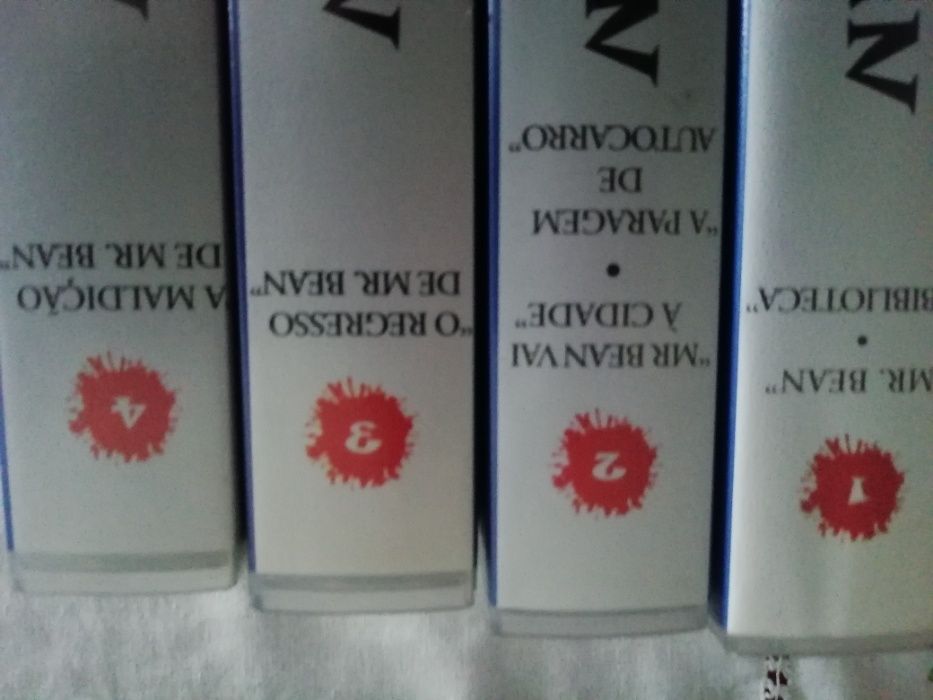 1
MR. BEAN"
•
BIBLIOTECA"
AN
2
"MR BEAN VAI
À CIDADE"
•
"A PARAGEM
DE
AUTOCARRO"
N
3
"O REGRESSO
DE MR. BEAN"
N
4
A MALDIÇÃO
DE MR. BEAN"